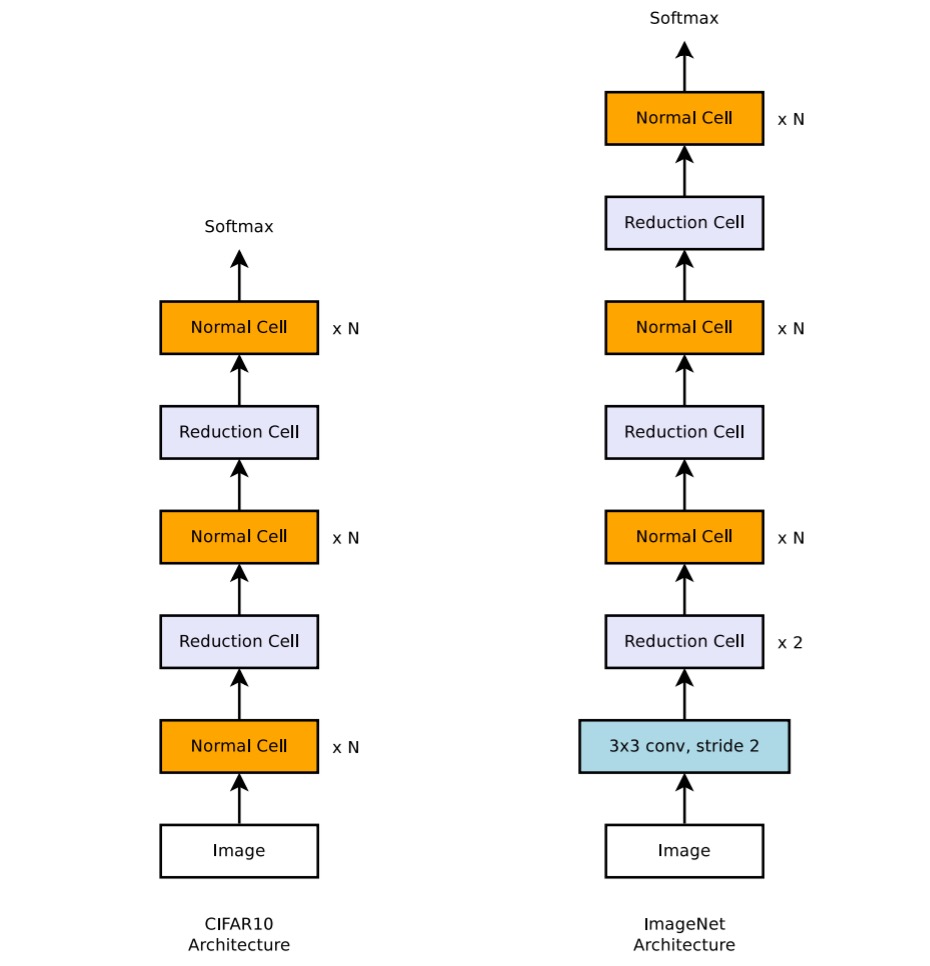 Softmax
Normal Cell x N
Reduction Cell
Normal Cell x N
Reduction Cell
Normal Cell x N
Image
CIFAR10
Architecture
Softmax
Normal Cell x N
Reduction Cell
Normal Cell x N
Reduction Cell
Normal Cell x N
Reduction Cell x 2
3x3 conv, stride 2
Image
ImageNet
Architecture